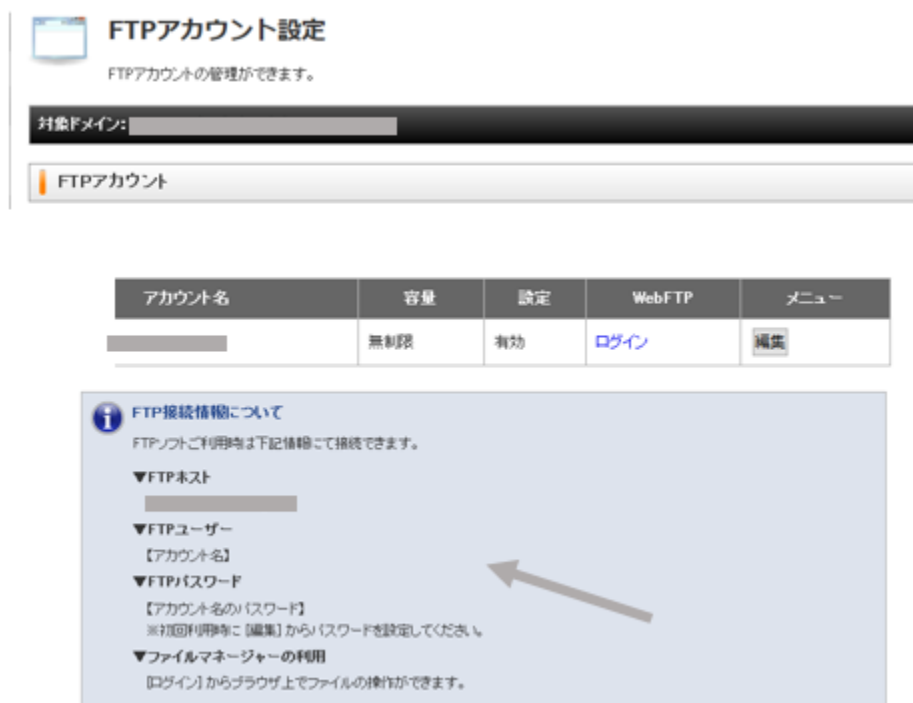 FTPアカウント設定
FTPアカウントの管理ができます。
対象ドメイン:
FTPアカウント
アカウント名 容量 設定 WebFTP メニュー
無制限 有効 ログイン 編集
FTP接続情報について
FTPソフトご利用時は下記情報にて接続できます。
▼FTPホスト
▼FTPユーザー
【アカウント名】
▼FTPパスワード
【アカウント名のパスワード】
※初回利用時に [編集] からパスワードを設定してください。
▼ファイルマネージャーの利用
[ログイン] からブラウザ上でファイルの操作ができます。